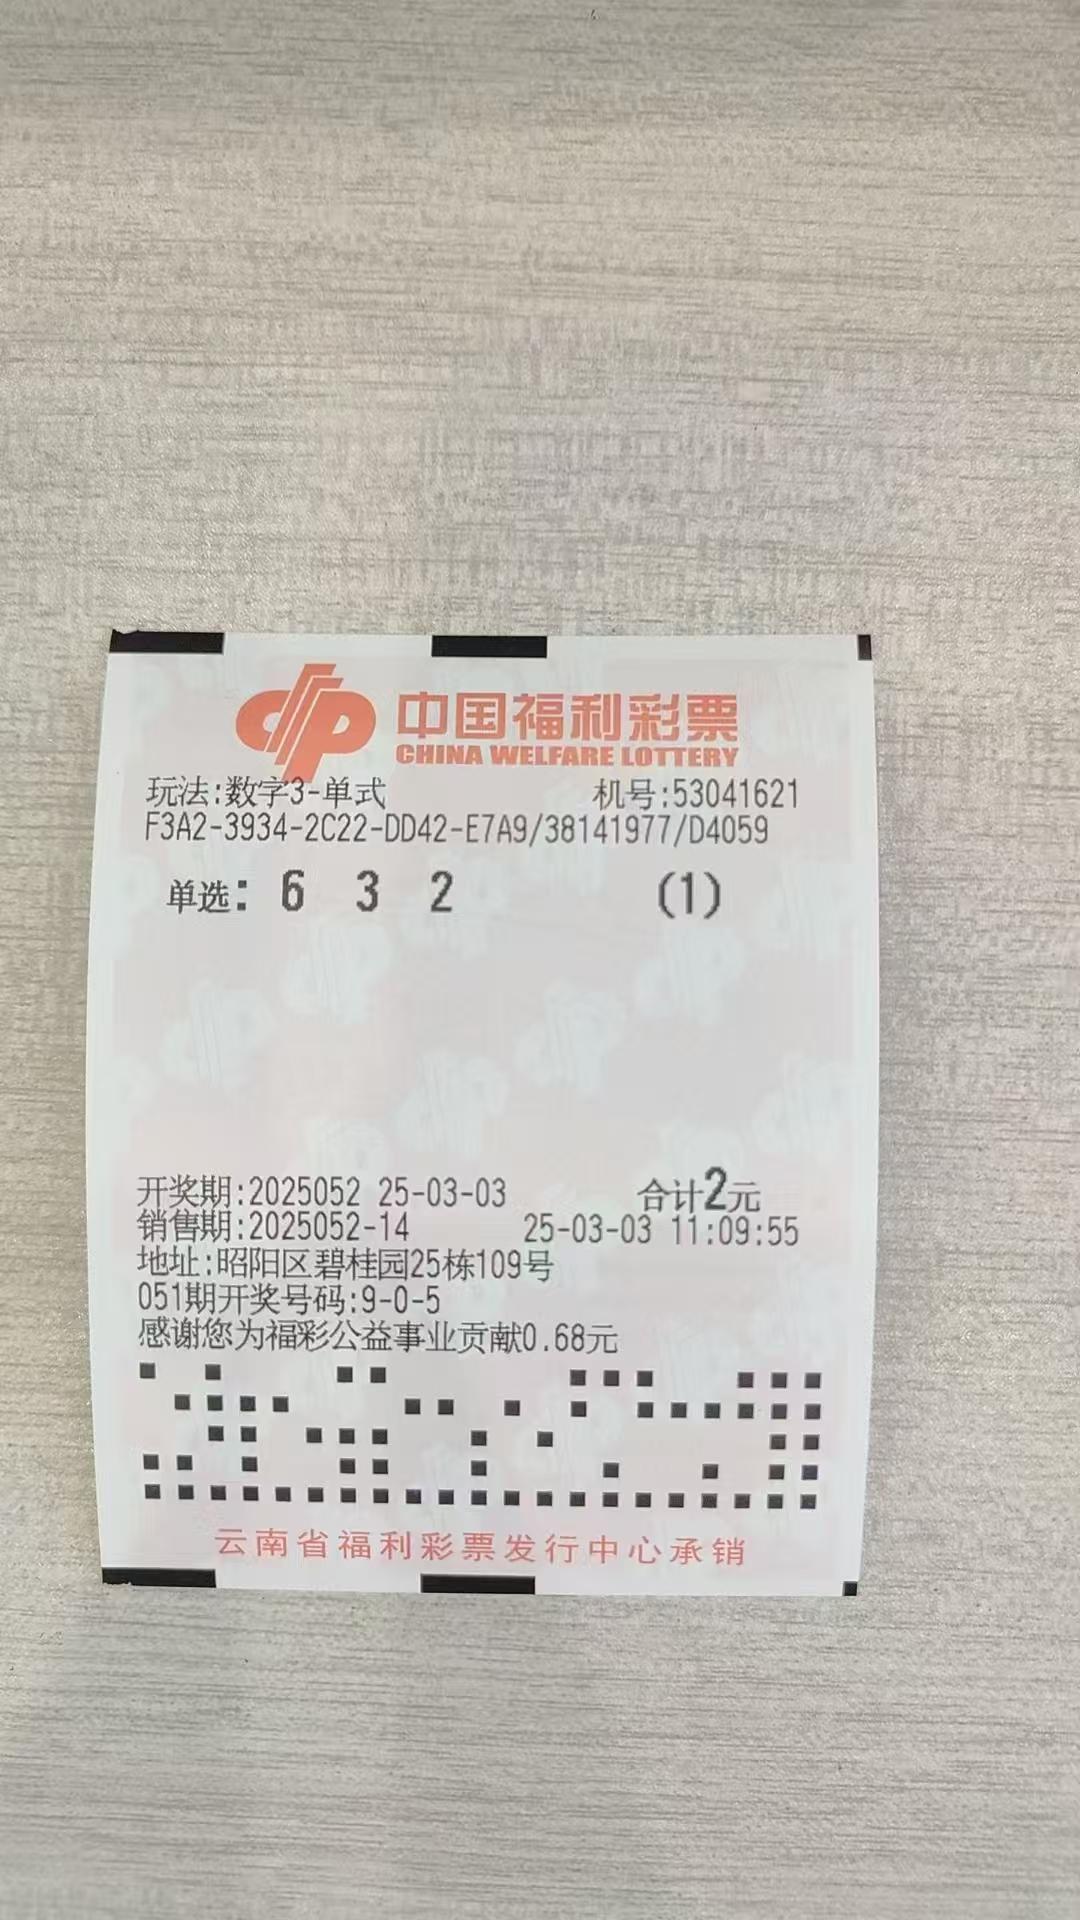 中国福利彩票
CHINA WELFARE LOTTERY
玩法:数字3-单式 机号:53041621
F3A2-3934-2C22-DD42-E7A9/38141977/D4059
单选: 6 3 2 (1)
开奖期:2025052 25-03-03 合计2元
销售期:2025052-14 25-03-03 11:09:55
地址:昭阳区碧桂园25栋109号
051期开奖号码:9-0-5
感谢您为福彩公益事业贡献0.68元
云南省福利彩票发行中心承销